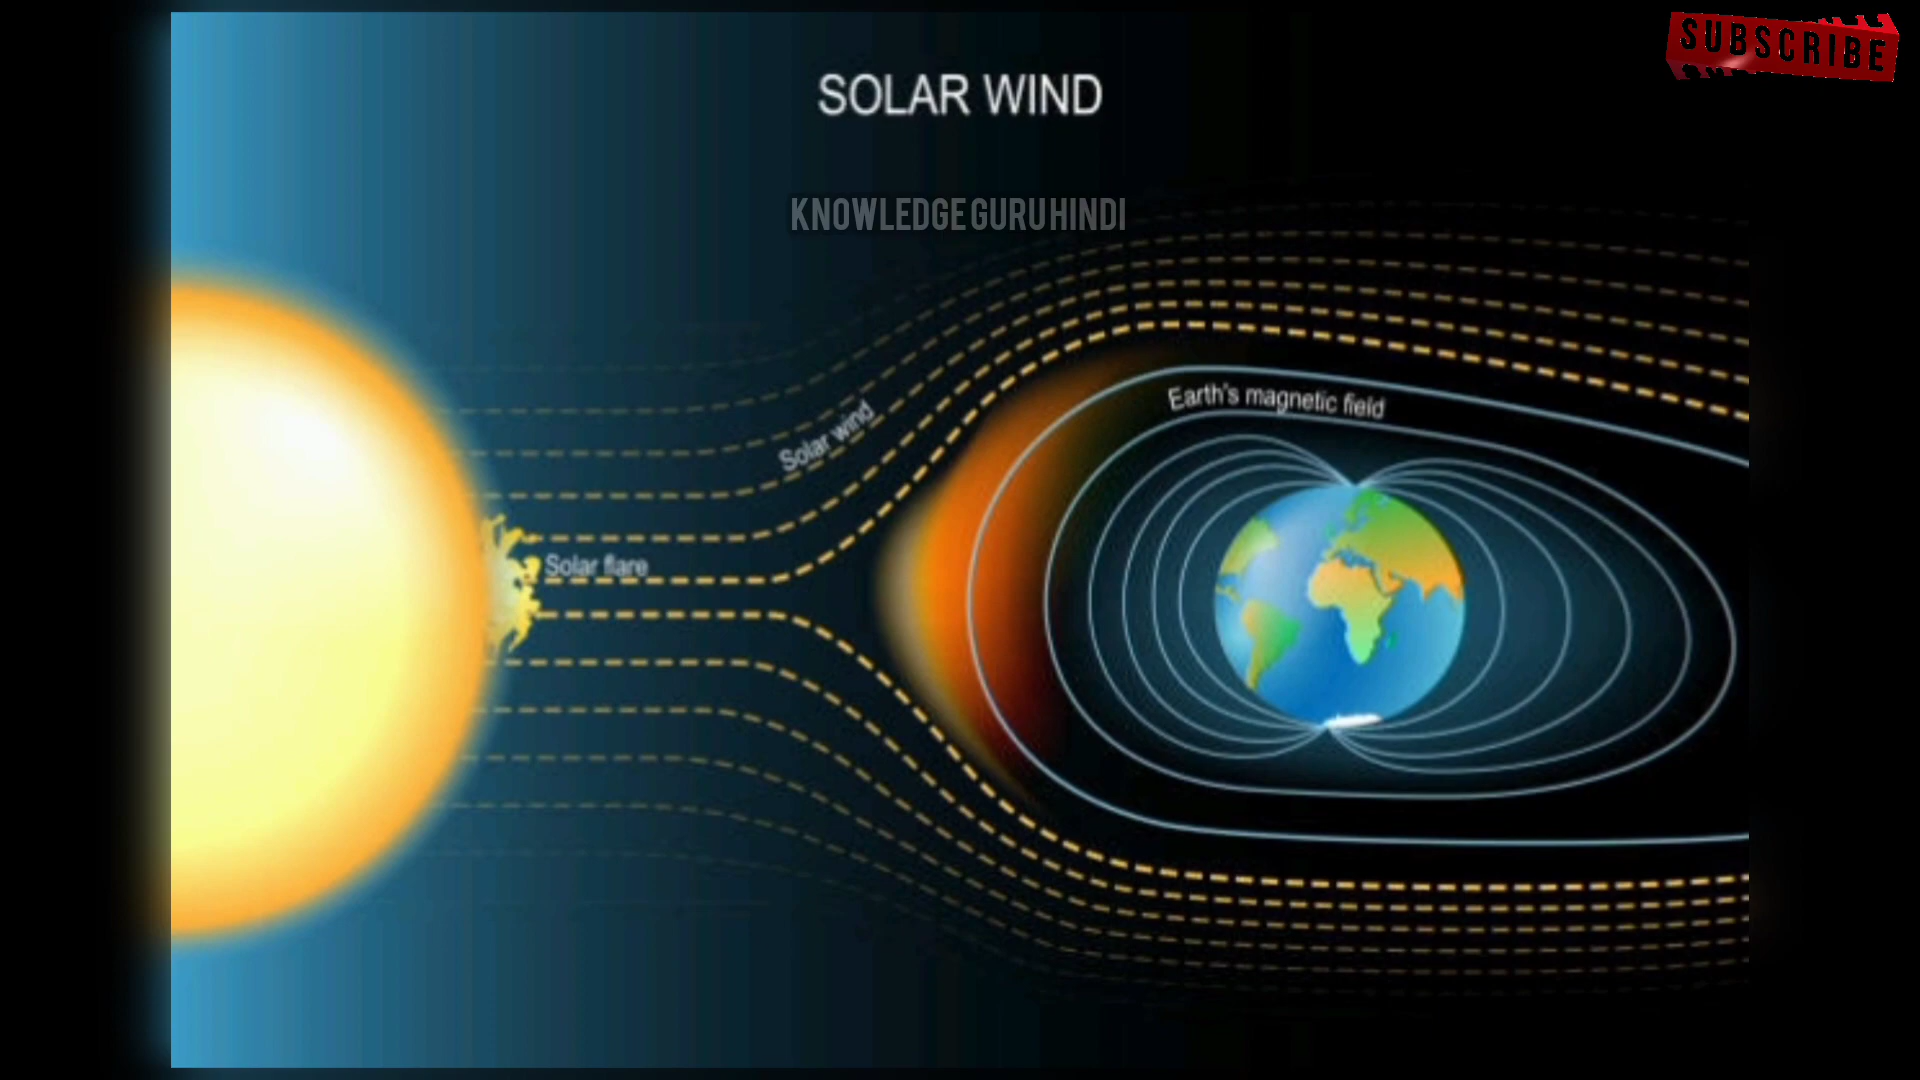 SUBSCRIBE
SOLAR WIND
KNOWLEDGE GURU HINDI
Earth's magnetic field
Solar wind
Solar flare